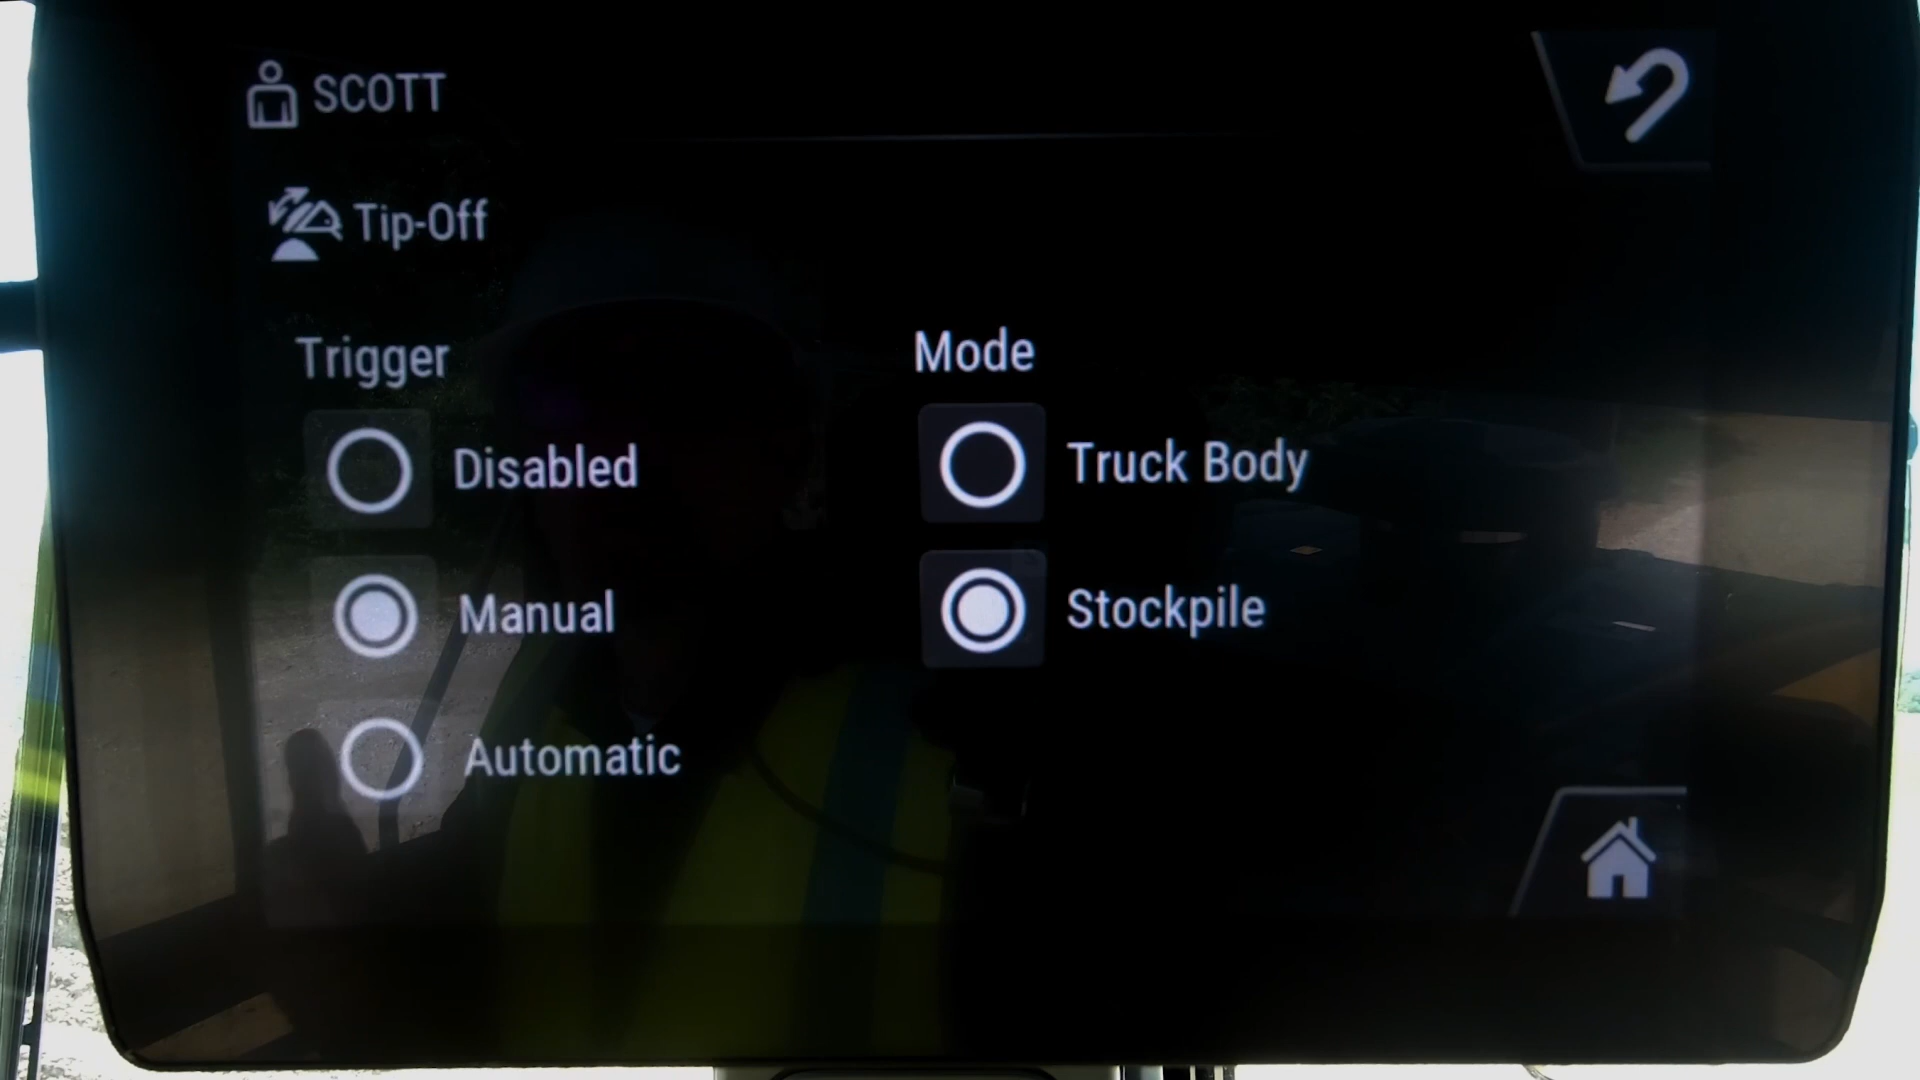 SCOTT
Tip-Off
Trigger
Disabled
Manual
Automatic
Mode
Truck Body
Stockpile